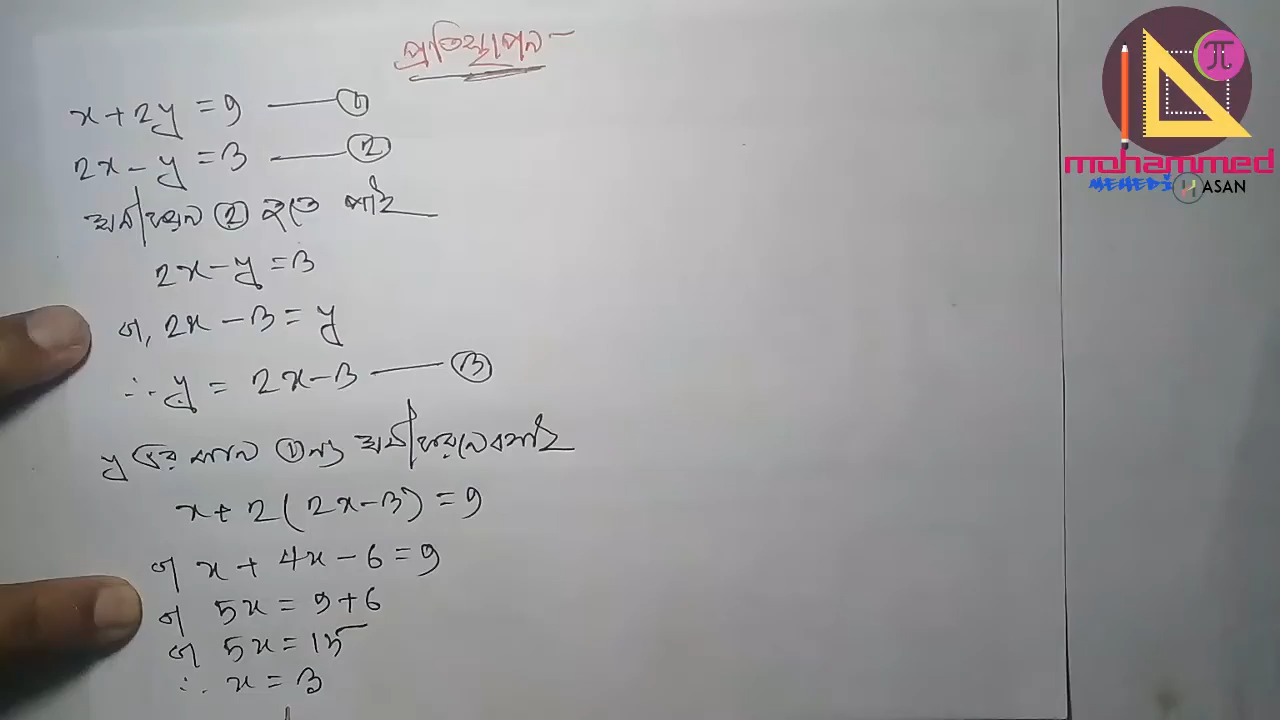 প্রতিস্থাপন
x + 2y = 9 —— ①
2x - y = 3 —— ②
সমীকরণ ② হতে পাই
2x - y = 3
বা, 2x - 3 = y
∴ y = 2x - 3 —— ③
y এর মান ① নং সমীকরণে বসাই
x + 2(2x - 3) = 9
বা x + 4x - 6 = 9
বা 5x = 9 + 6
বা 5x = 15
∴ x = 3
π
mohammed
MEHEDI HASAN